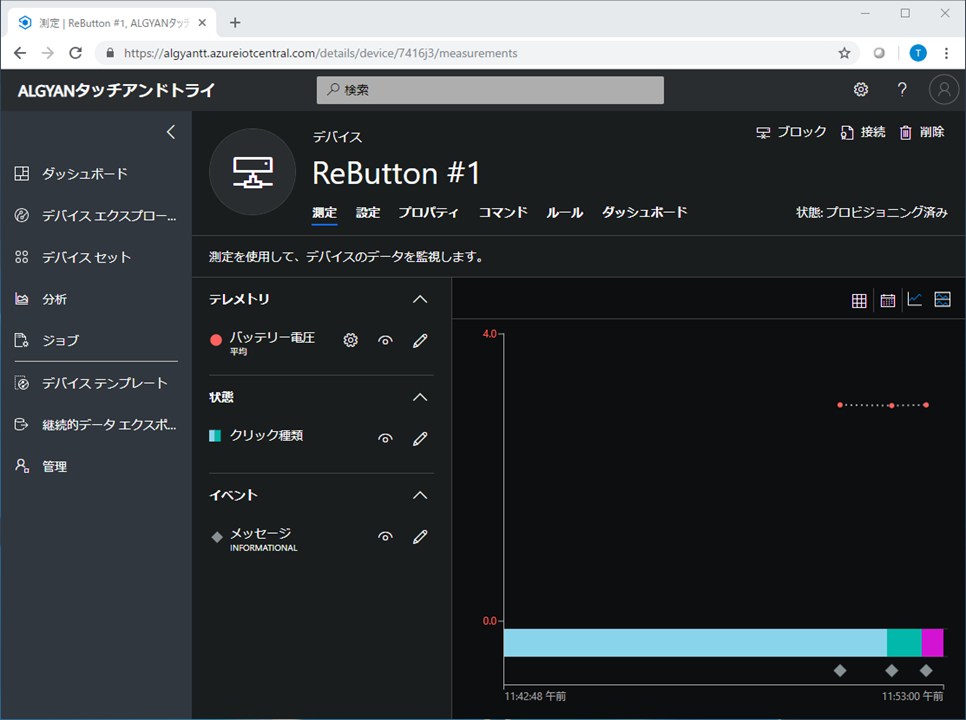 測定 | ReButton #1, ALGYANタッチ
https://algyantt.azureiotcentral.com/details/device/7416j3/measurements
T
ALGYANタッチアンドトライ
検索
?
デバイス
ブロック 接続 削除
ReButton #1
測定 設定 プロパティ コマンド ルール ダッシュボード 状態: プロビジョニング済み
測定を使用して、デバイスのデータを監視します。
ダッシュボード
デバイス エクスプロー...
デバイス セット
分析
ジョブ
デバイス テンプレート
継続的データ エクスポ...
管理
テレメトリ
バッテリー電圧
平均
状態
クリック種類
イベント
メッセージ
INFORMATIONAL
4.0
0.0
11:42:48 午前 11:53:00 午前